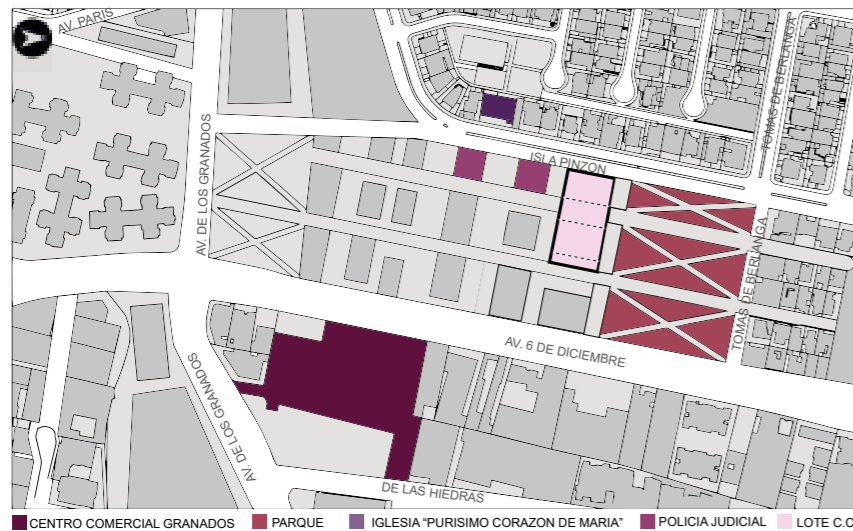 AV. PARIS
AV. DE LOS GRANADOS
TOMAS DE BERLANGA
ISLA PINZON
TOMAS DE BERLANGA
AV. 6 DE DICIEMBRE
AV. DE LOS GRANADOS
DE LAS HIEDRAS
CENTRO COMERCIAL GRANADOS PARQUE IGLESIA “PURISIMO CORAZON DE MARIA” POLICIA JUDICIAL LOTE C.C